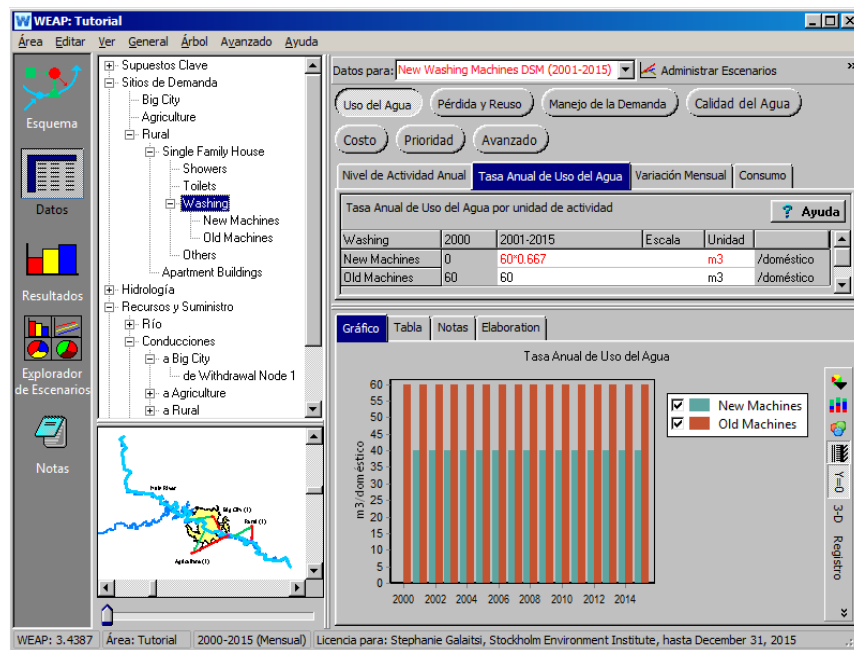 WEAP: Tutorial
Área Editar Ver General Árbol Avanzado Ayuda
Esquema
Datos
Resultados
Explorador
de Escenarios
Notas
Supuestos Clave
Sitios de Demanda
Big City
Agriculture
Rural
Single Family House
Showers
Toilets
Washing
New Machines
Old Machines
Others
Apartment Buildings
Hidrología
Recursos y Suministro
Río
Conducciones
a Big City
de Withdrawal Node 1
a Agriculture
a Rural
Main River
Big City (1)
Rural (1)
Agriculture (1)
Datos para: New Washing Machines DSM (2001-2015) Administrar Escenarios »
Uso del Agua Pérdida y Reuso Manejo de la Demanda Calidad del Agua
Costo Prioridad Avanzado
Nivel de Actividad Anual Tasa Anual de Uso del Agua Variación Mensual Consumo
Tasa Anual de Uso del Agua por unidad de actividad ? Ayuda
Washing 2000 2001-2015 Escala Unidad
New Machines 0 60*0.667 m3 /doméstico
Old Machines 60 60 m3 /doméstico
Gráfico Tabla Notas Elaboration
Tasa Anual de Uso del Agua
m3/doméstico
60
55
50
45
40
35
30
25
20
15
10
5
0
2000 2002 2004 2006 2008 2010 2012 2014
New Machines
Old Machines
Y=0
3-D
Registro
WEAP: 3.4387 Área: Tutorial 2000-2015 (Mensual) Licencia para: Stephanie Galaitsi, Stockholm Environment Institute, hasta December 31, 2015